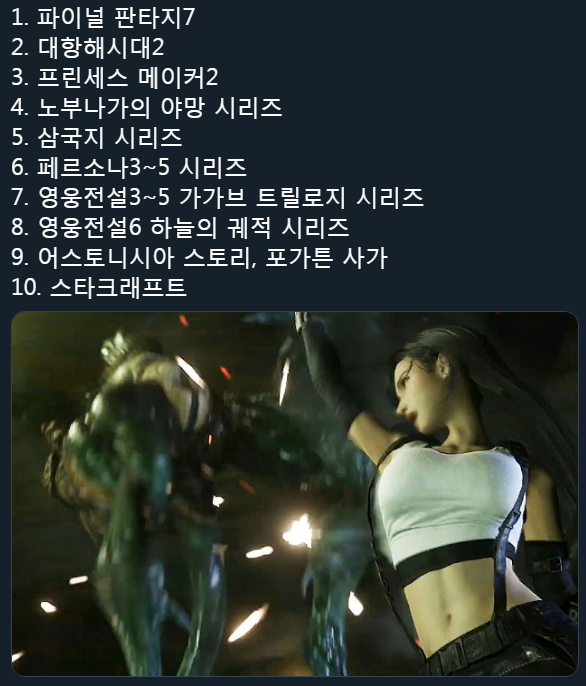 1. 파이널 판타지7
2. 대항해시대2
3. 프린세스 메이커2
4. 노부나가의 야망 시리즈
5. 삼국지 시리즈
6. 페르소나3~5 시리즈
7. 영웅전설3~5 가가브 트릴로지 시리즈
8. 영웅전설6 하늘의 궤적 시리즈
9. 어스토니시아 스토리, 포가튼 사가
10. 스타크래프트